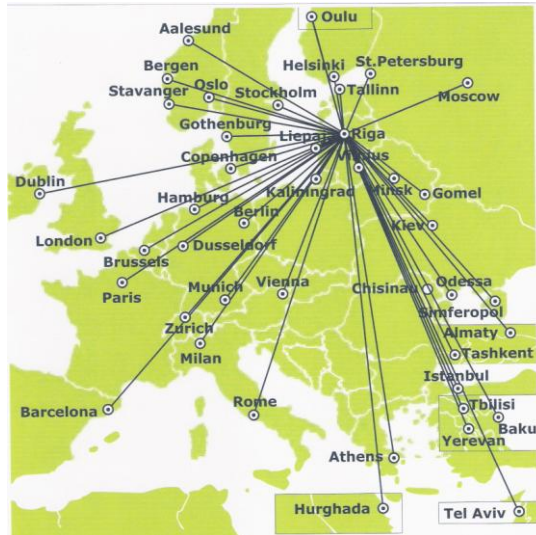 Oulu
Aalesund
Bergen
Helsinki
St.Petersburg
Stavanger
Oslo
Stockholm
Tallinn
Moscow
Gothenburg
Liepaja
Riga
Copenhagen
Vilnius
Dublin
Hamburg
Kaliningrad
Minsk
Gomel
Berlin
Kiev
London
Brussels
Dusseldorf
Paris
Munich
Vienna
Chisinau
Odessa
Simferopol
Zurich
Almaty
Milan
Tashkent
Istanbul
Barcelona
Rome
Tbilisi
Baku
Yerevan
Athens
Hurghada
Tel Aviv